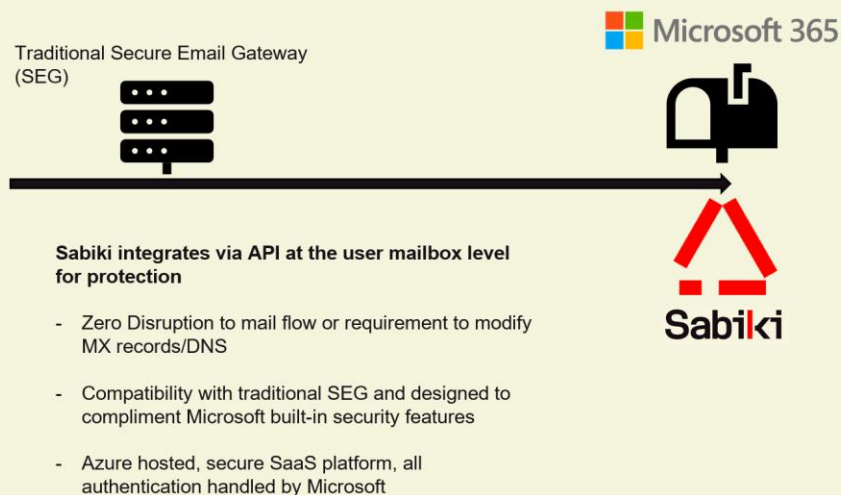 Microsoft 365
Traditional Secure Email Gateway
(SEG)
Sabiki integrates via API at the user mailbox level
for protection
- Zero Disruption to mail flow or requirement to modify
MX records/DNS
- Compatibility with traditional SEG and designed to
compliment Microsoft built-in security features
- Azure hosted, secure SaaS platform, all
authentication handled by Microsoft
Sabiki